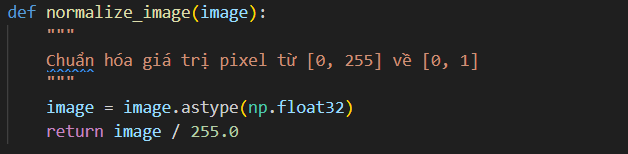 def normalize_image(image):
"""
Chuẩn hóa giá trị pixel từ [0, 255] về [0, 1]
"""
image = image.astype(np.float32)
return image / 255.0